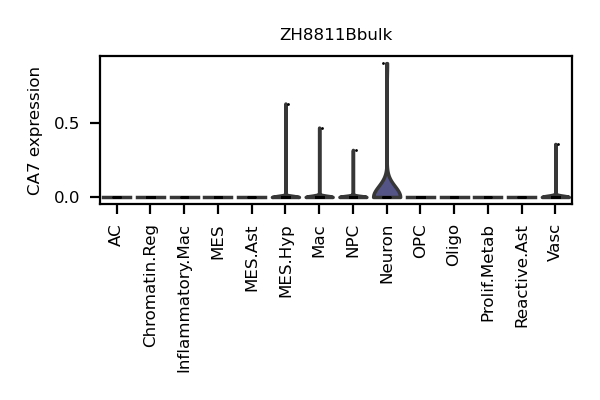 ZH8811Bbulk
CA7 expression
0.5
0.0
AC
Chromatin.Reg
Inflammatory.Mac
MES
MES.Ast
MES.Hyp
Mac
NPC
Neuron
OPC
Oligo
Prolif.Metab
Reactive.Ast
Vasc